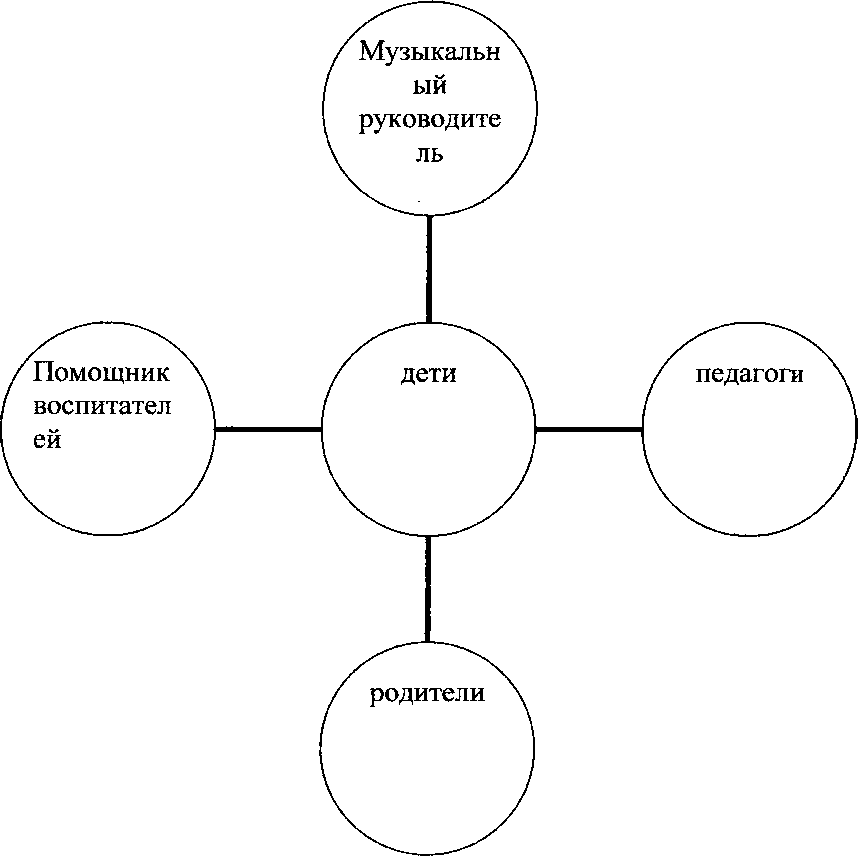 Музыкальн
ый
руководите
ль
Помощник
воспитател
ей
дети
педагоги
родители